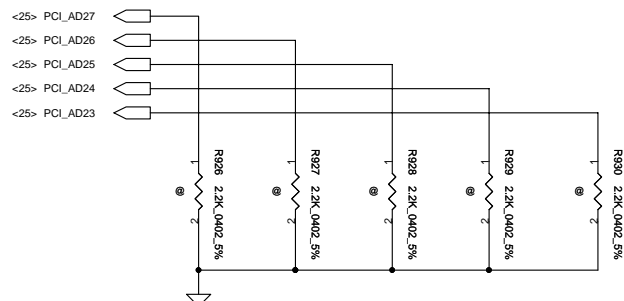 <25> PCI_AD27
<25> PCI_AD26
<25> PCI_AD25
<25> PCI_AD24
<25> PCI_AD23
1
R926
2.2K_0402_5%
@
2
1
R927
2.2K_0402_5%
@
2
1
R928
2.2K_0402_5%
@
2
1
R929
2.2K_0402_5%
@
2
1
R930
2.2K_0402_5%
@
2